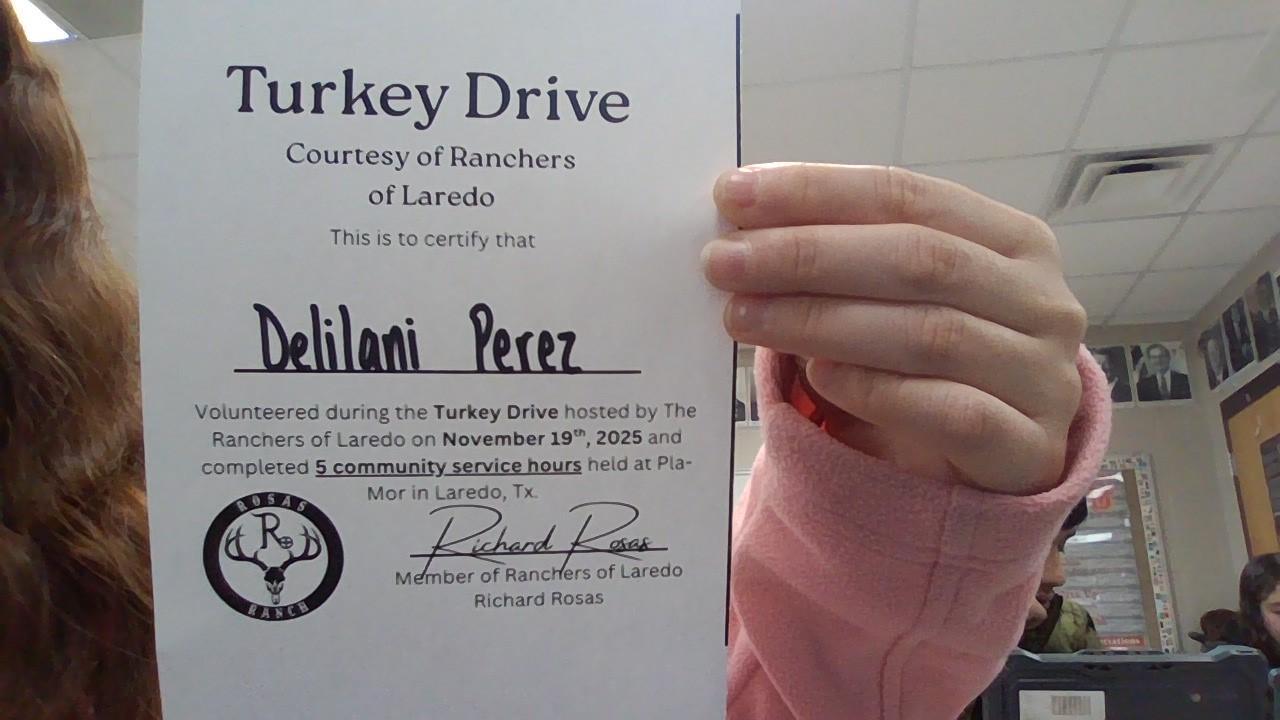 Turkey Drive
Courtesy of Ranchers
of Laredo
This is to certify that
Delilani Perez
Volunteered during the Turkey Drive hosted by The
Ranchers of Laredo on November 19th, 2025 and
completed 5 community service hours held at Pla-
Mor in Laredo, Tx.
ROSAS
R
RANCH
Richard Rosas
Member of Ranchers of Laredo
Richard Rosas